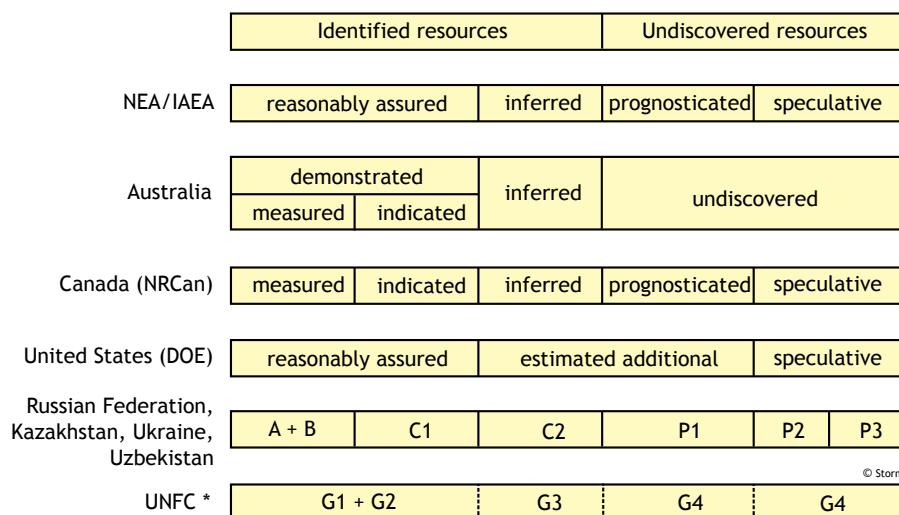 Identified resources Undiscovered resources
NEA/IAEA reasonably assured inferred prognosticated speculative
Australia demonstrated inferred undiscovered
measured indicated
Canada (NRCan) measured indicated inferred prognosticated speculative
United States (DOE) reasonably assured estimated additional speculative
Russian Federation,
Kazakhstan, Ukraine,
Uzbekistan
A + B C1 C2 P1 P2 P3
© Storm
UNFC * G1 + G2 G3 G4 G4